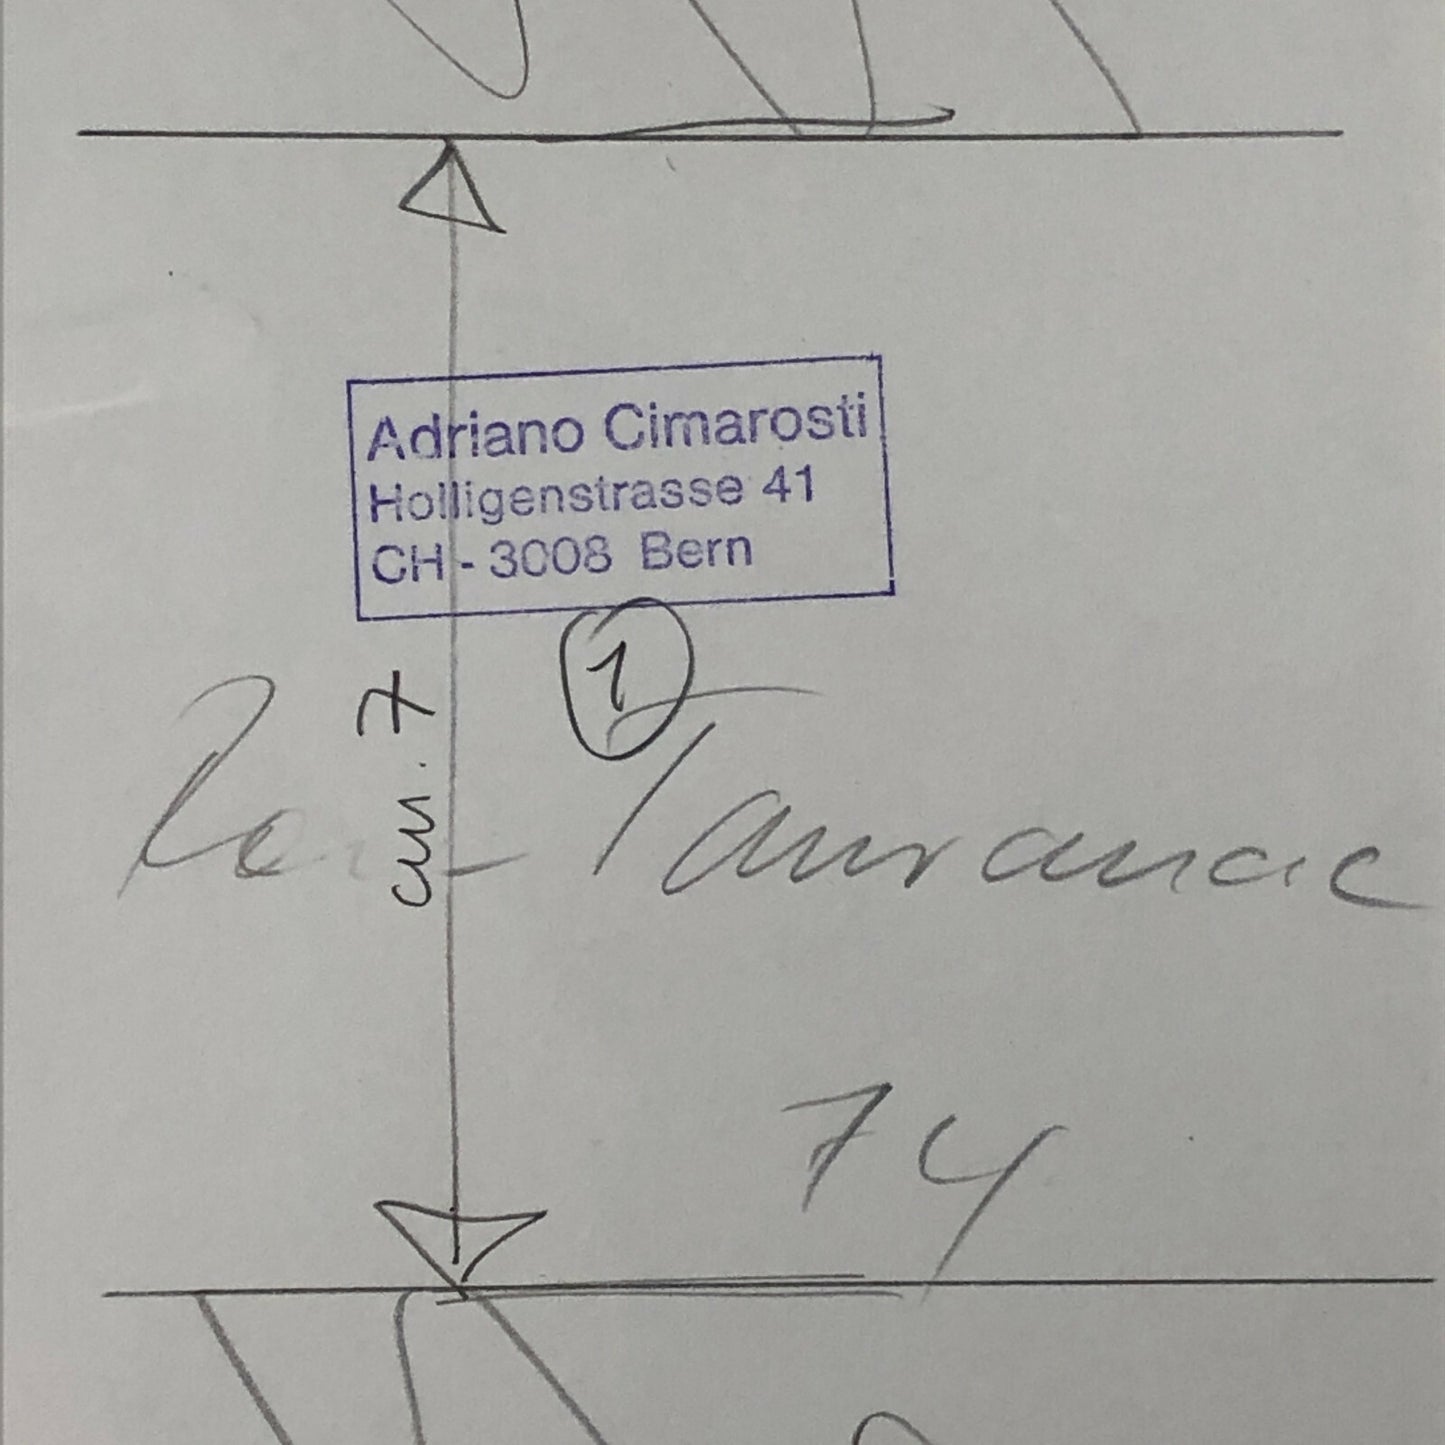 Adriano Cimarosti
Holligenstrasse 41
CH - 3008 Bern
1
cm. 7
74